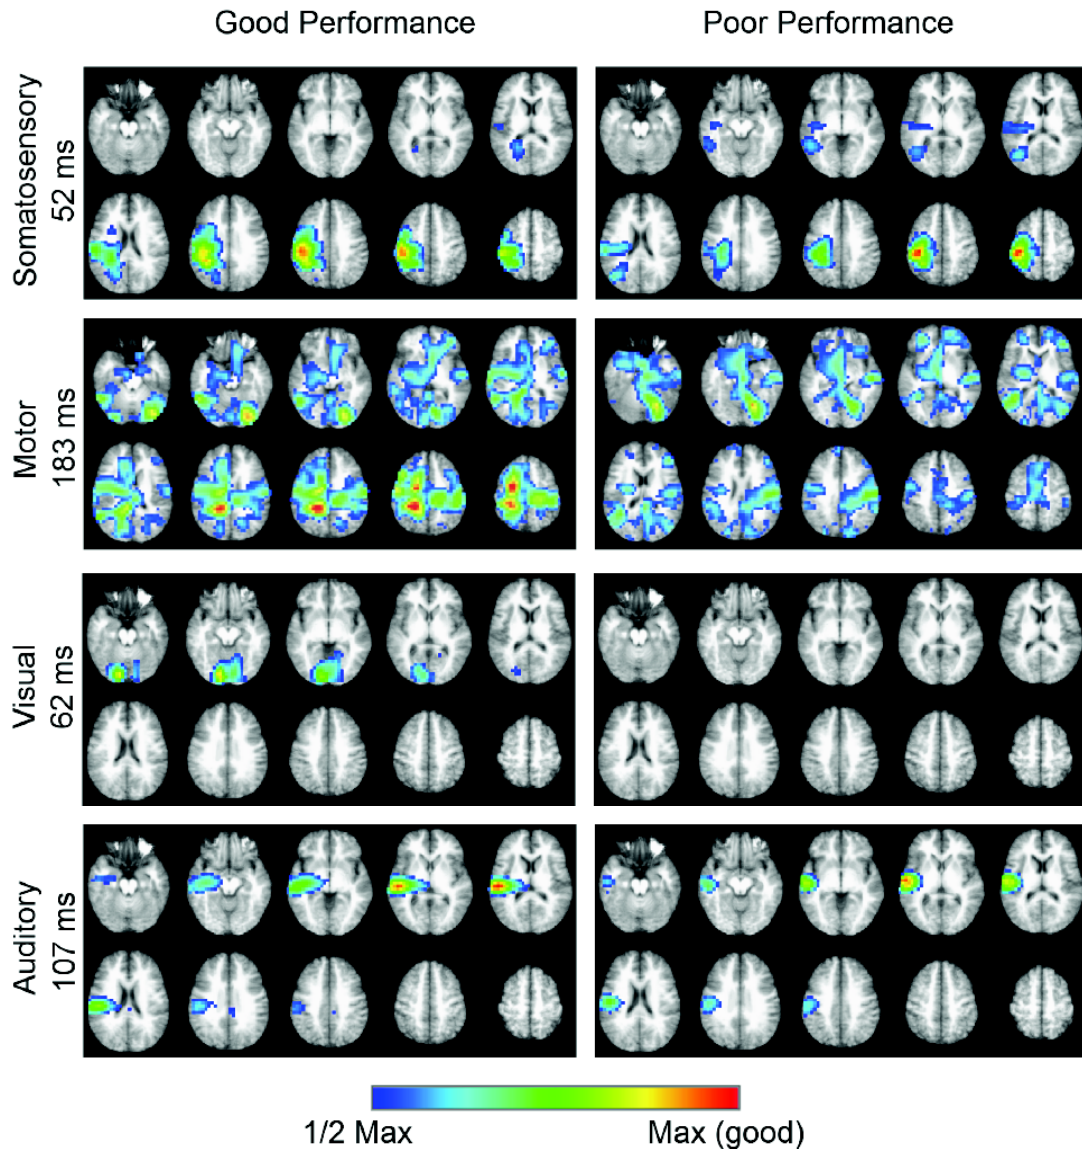 Good Performance
Poor Performance
Somatosensory
52 ms
Motor
183 ms
Visual
62 ms
Auditory
107 ms
1/2 Max
Max (good)